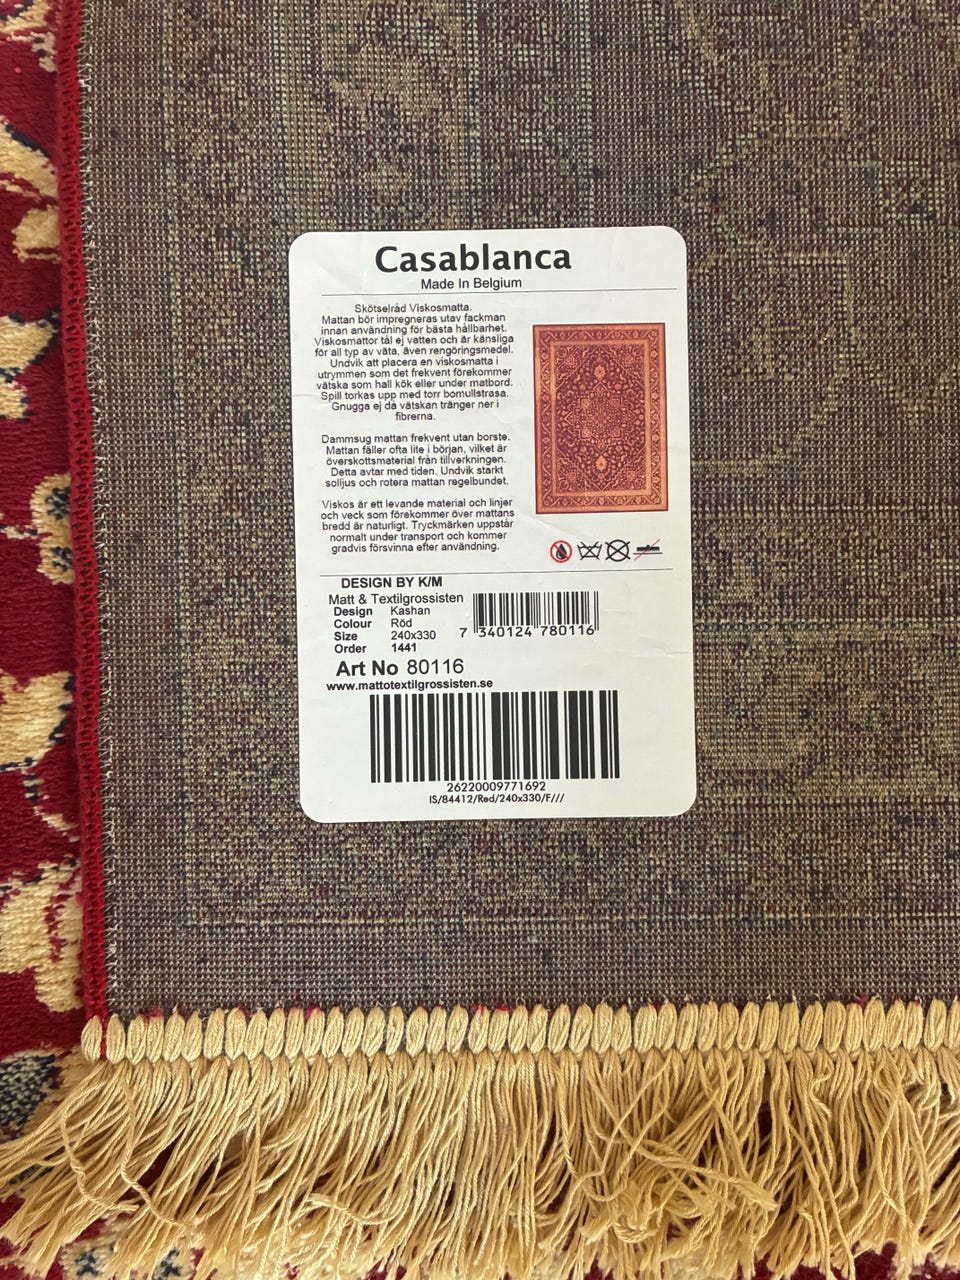 Casablanca
Made In Belgium
Skötselråd Viskosmatta.
Mattan bör impregneras utav fackman
innan användning för bästa hållbarhet.
Viskosmattor tål ej vatten och är känsliga
för all typ av väta, även rengöringsmedel.
Undvik att placera en viskosmatta i
utrymmen som det frekvent förekommer
vätska som hall kök eller under matbord.
Spill torkas upp med torr bomullstrasa.
Gnugga ej då vätskan tränger ner i
fibrerna.
Dammsug mattan frekvent utan borste.
Mattan fäller ofta lite i början, vilket är
överskottsmaterial från tillverkningen.
Detta avtar med tiden. Undvik starkt
solljus och rotera mattan regelbundet.
Viskos är ett levande material och linjer
och veck som förekommer över mattans
bredd är naturligt. Tryckmärken uppstår
normalt under transport och kommer
gradvis försvinna efter användning.
DESIGN BY K/M
Matt & Textilgrossisten
Design Kashan
Colour Röd
Size 240x330
Order 1441
7 340124 780116
Art No 80116
www.mattotextilgrossisten.se
26220009771692
IS/84412/Red/240x330/F///